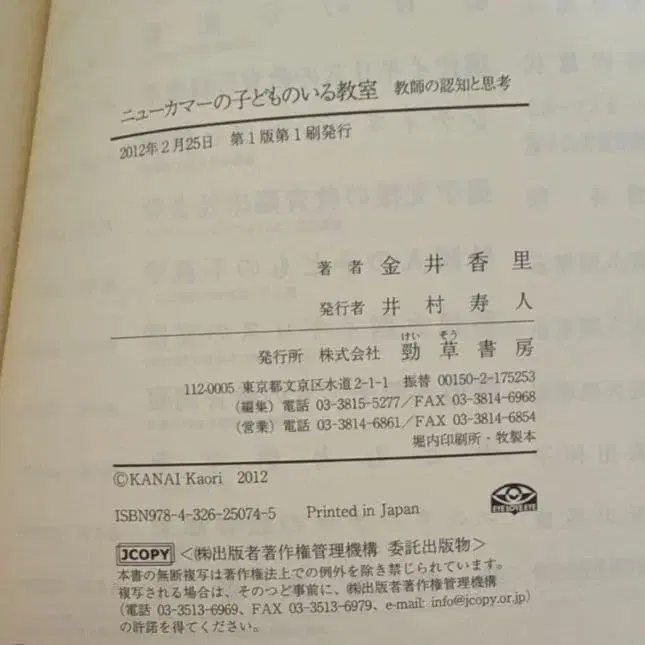 ニューカマーの子どものいる教室 教師の認知と思考
2012年2月25日 第1版第1刷発行
著者 金井香里
発行者 井村寿人
けい そう
発行所 株式会社 勁草書房
112-0005 東京都文京区水道2-1-1 振替 00150-2-175253
(編集) 電話 03-3815-5277/FAX 03-3814-6968
(営業) 電話 03-3814-6861/FAX 03-3814-6854
堀内印刷所・牧製本
©KANAI Kaori 2012
ISBN978-4-326-25074-5 Printed in Japan
EYE LOVE EYE
JCOPY <㈳出版者著作権管理機構 委託出版物>
本書の無断複写は著作権法上での例外を除き禁じられています。
複写される場合は、そのつど事前に、㈳出版者著作権管理機構
(電話 03-3513-6969、FAX 03-3513-6979、e-mail: info@jcopy.or.jp)
の許諾を得てください。